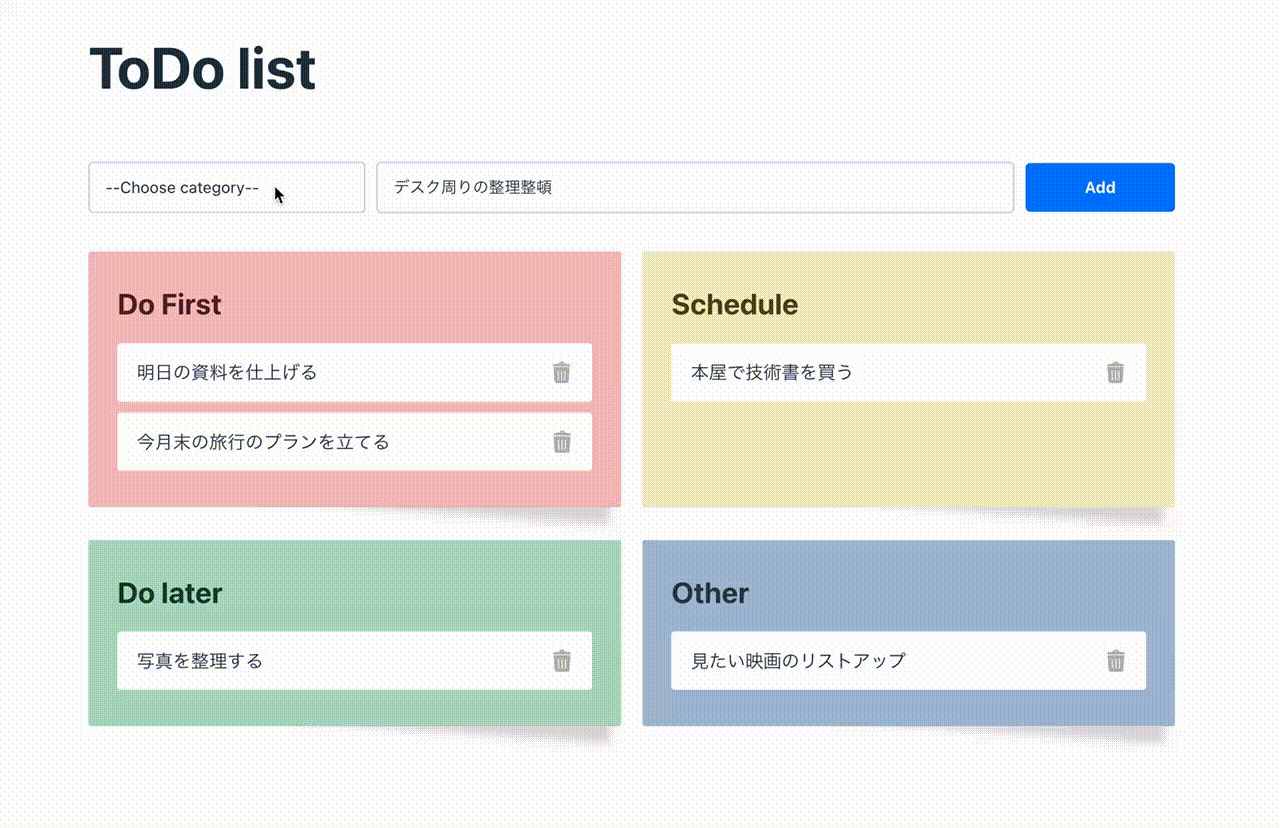 ToDo list
--Choose category--
デスク周りの整理整頓
Add
Do First
明日の資料を仕上げる
今月末の旅行のプランを立てる
Schedule
本屋で技術書を買う
Do later
写真を整理する
Other
見たい映画のリストアップ